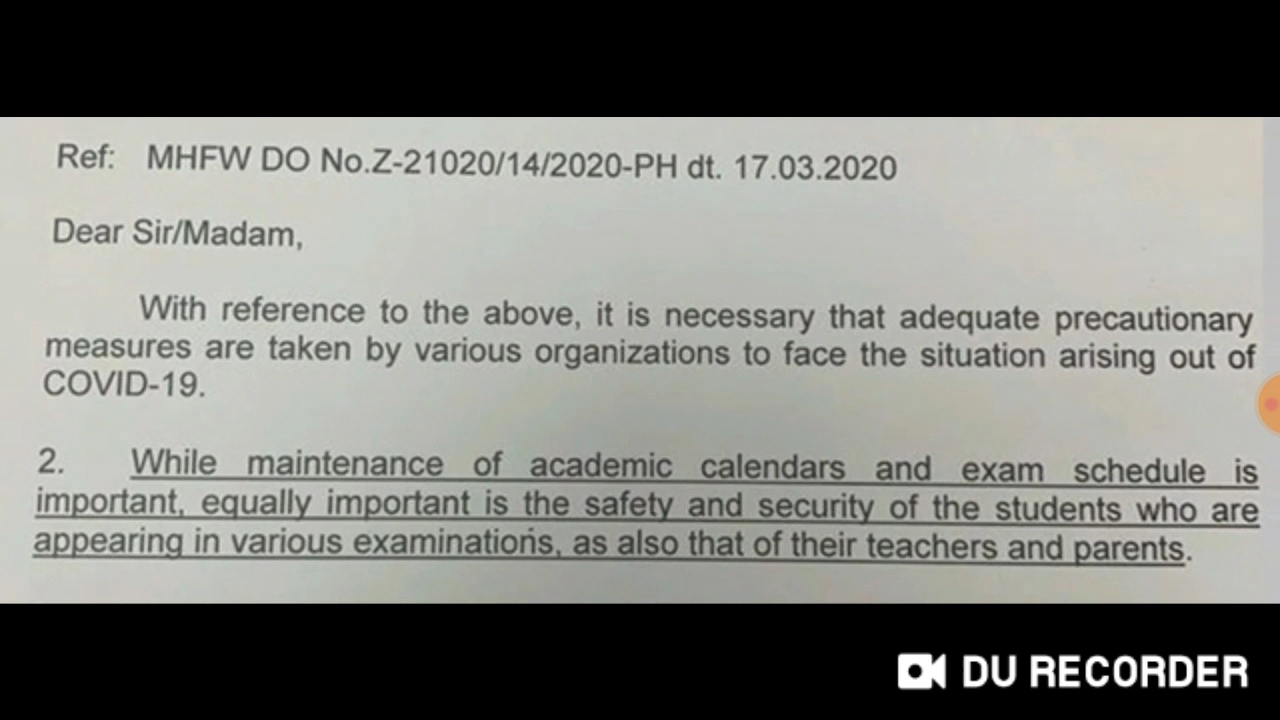 Ref: MHFW DO No.Z-21020/14/2020-PH dt. 17.03.2020
Dear Sir/Madam,
With reference to the above, it is necessary that adequate precautionary
measures are taken by various organizations to face the situation arising out of
COVID-19.
2. While maintenance of academic calendars and exam schedule is
important, equally important is the safety and security of the students who are
appearing in various examinations, as also that of their teachers and parents.
DU RECORDER